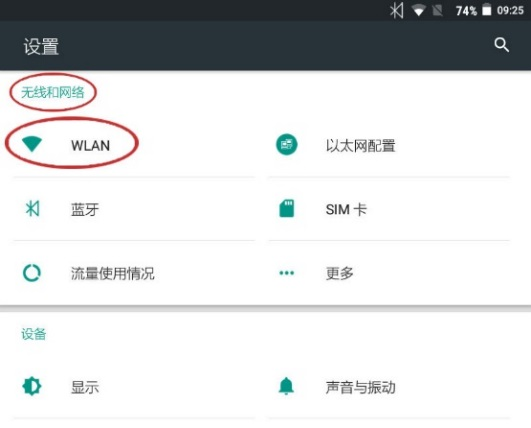 74% 09:25
设置
无线和网络
WLAN 以太网配置
蓝牙 SIM 卡
流量使用情况 更多
设备
显示 声音与振动